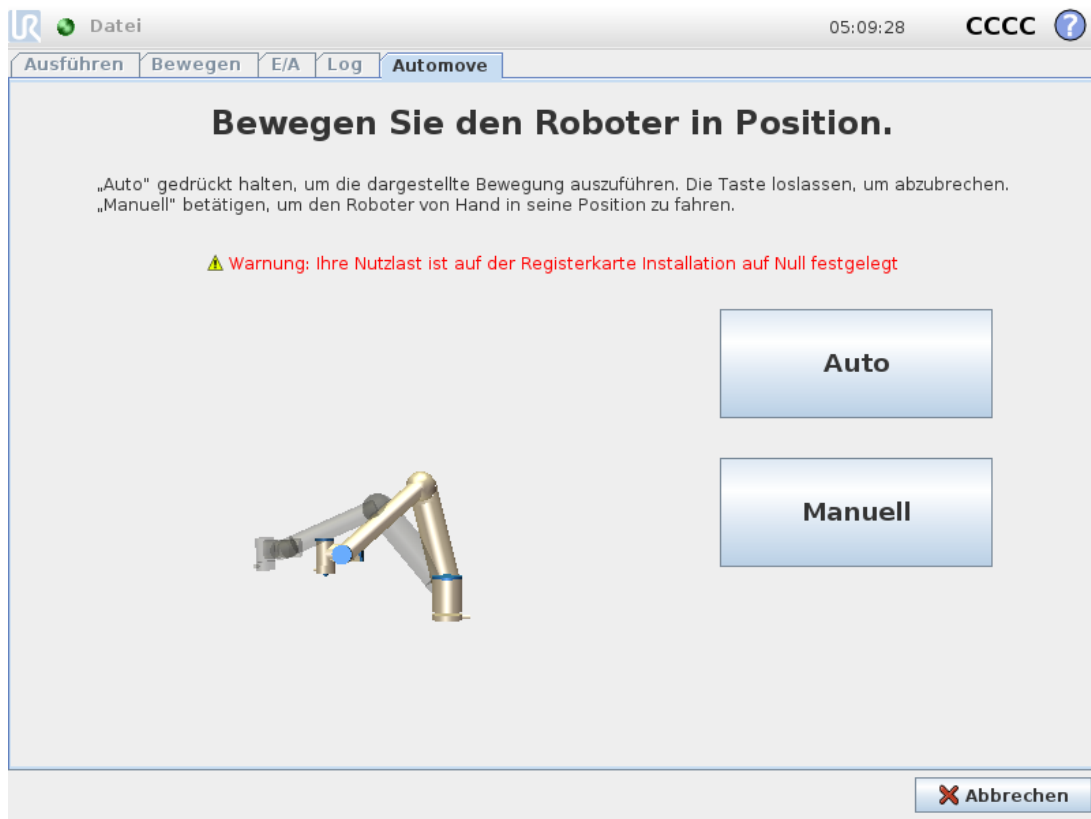 UR Datei 05:09:28 CCCC ?
Ausführen Bewegen E/A Log Automove
Bewegen Sie den Roboter in Position.
„Auto" gedrückt halten, um die dargestellte Bewegung auszuführen. Die Taste loslassen, um abzubrechen.
„Manuell" betätigen, um den Roboter von Hand in seine Position zu fahren.
Warnung: Ihre Nutzlast ist auf der Registerkarte Installation auf Null festgelegt
Auto
Manuell
Abbrechen